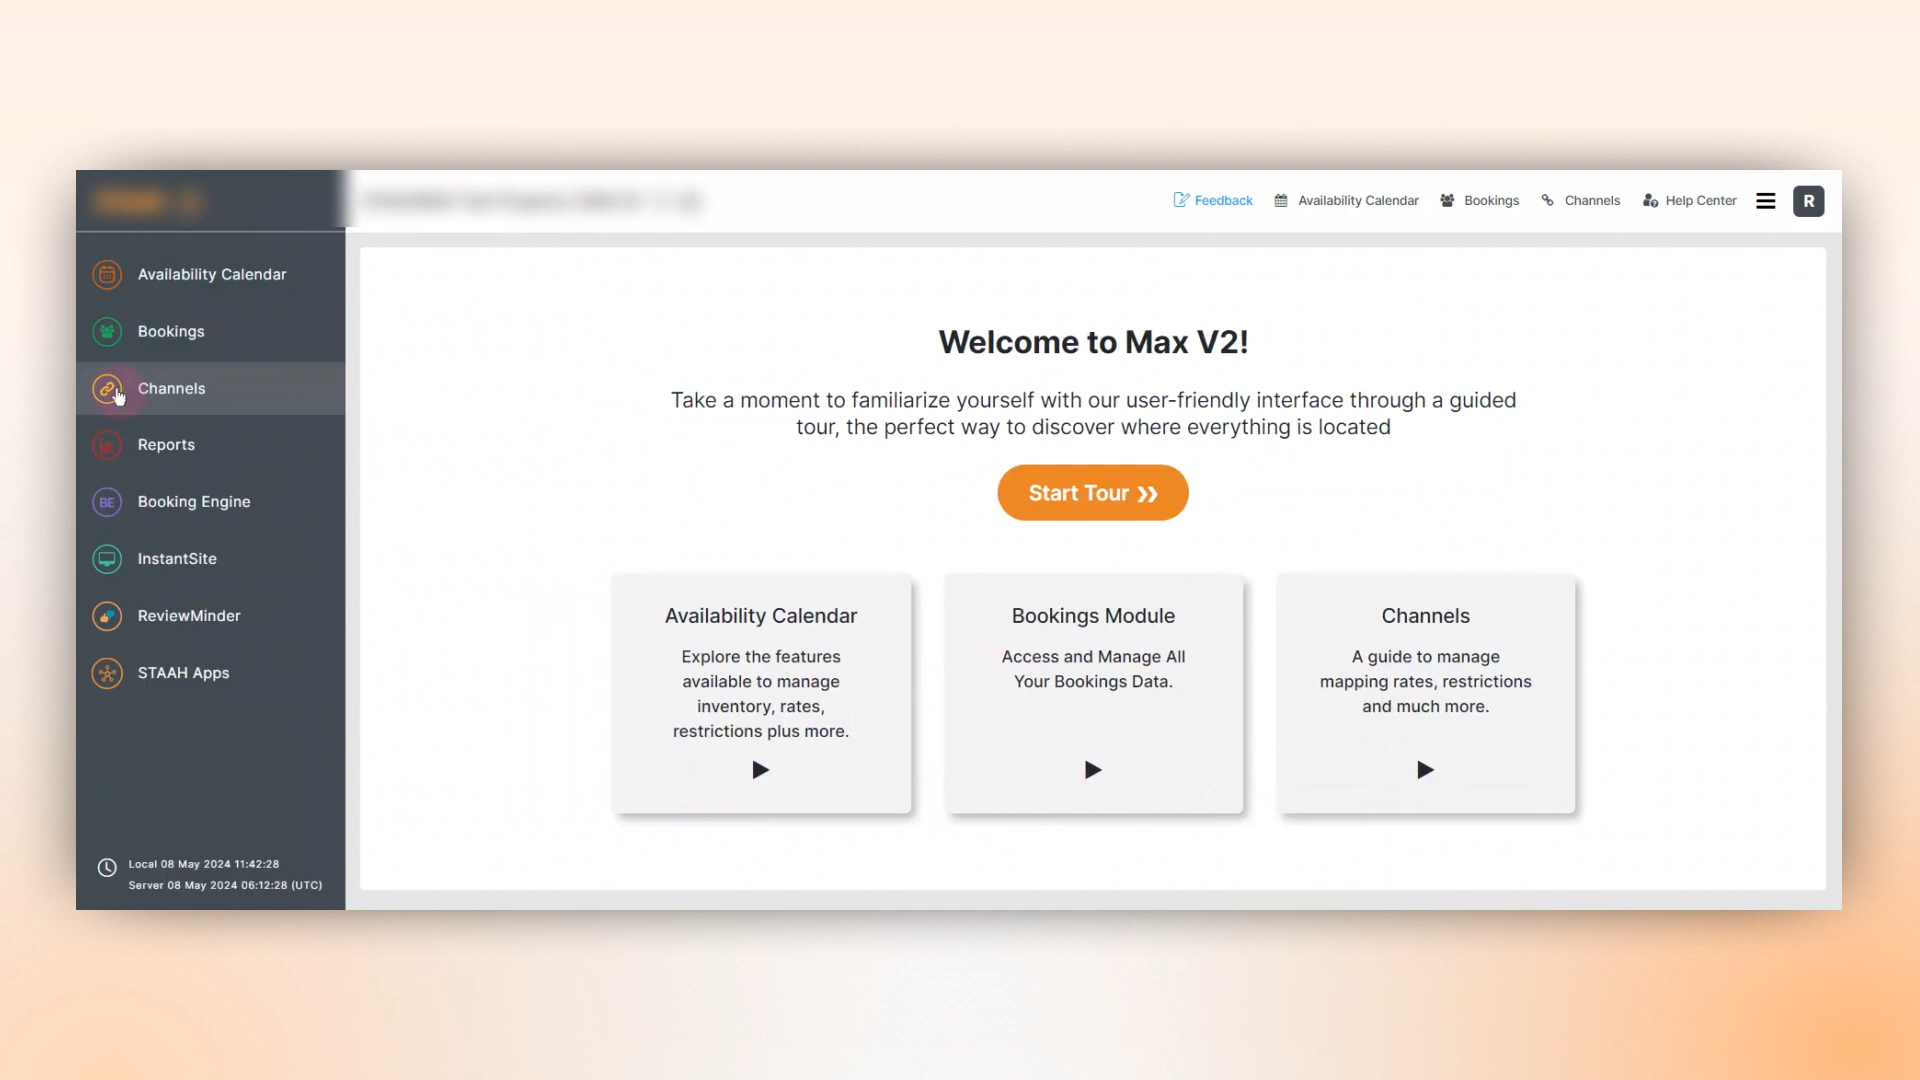 Feedback
Availability Calendar
Bookings
Channels
Help Center
R
Availability Calendar
Bookings
Channels
Reports
BE
Booking Engine
InstantSite
ReviewMinder
STAAH Apps
Local 08 May 2024 11:42:28
Server 08 May 2024 06:12:28 (UTC)
Welcome to Max V2!
Take a moment to familiarize yourself with our user-friendly interface through a guided
tour, the perfect way to discover where everything is located
Start Tour
Availability Calendar
Explore the features
available to manage
inventory, rates,
restrictions plus more.
Bookings Module
Access and Manage All
Your Bookings Data.
Channels
A guide to manage
mapping rates, restrictions
and much more.